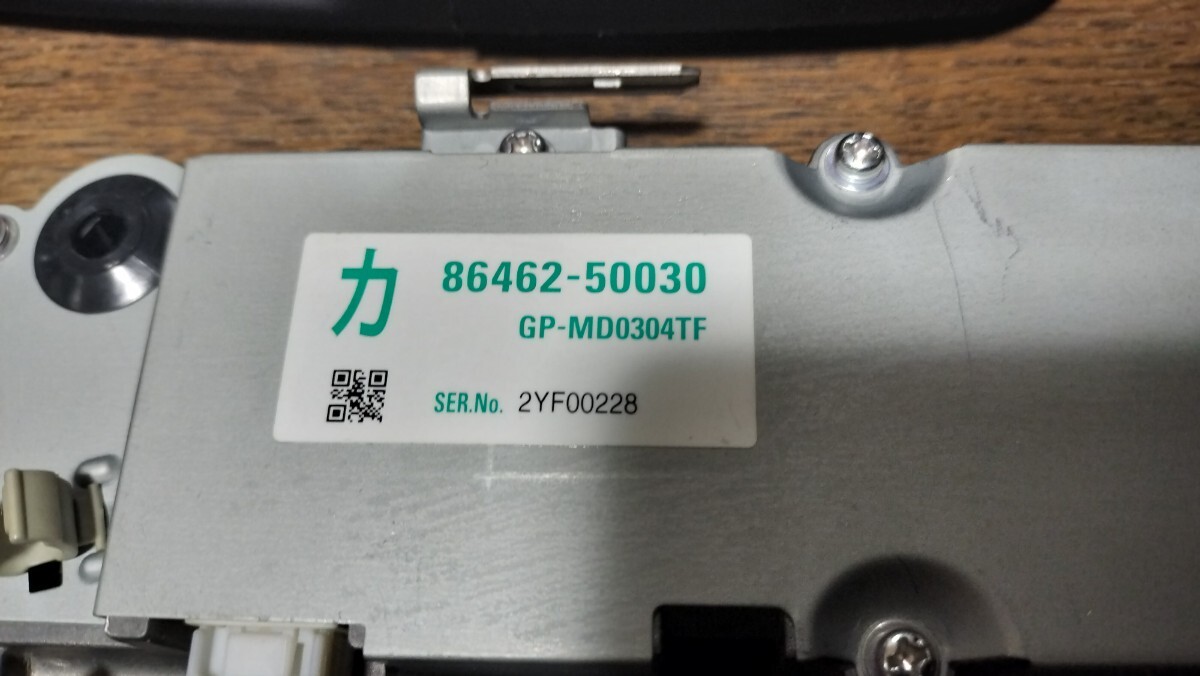 カ
86462-50030
GP-MD0304TF
SER.No. 2YF00228